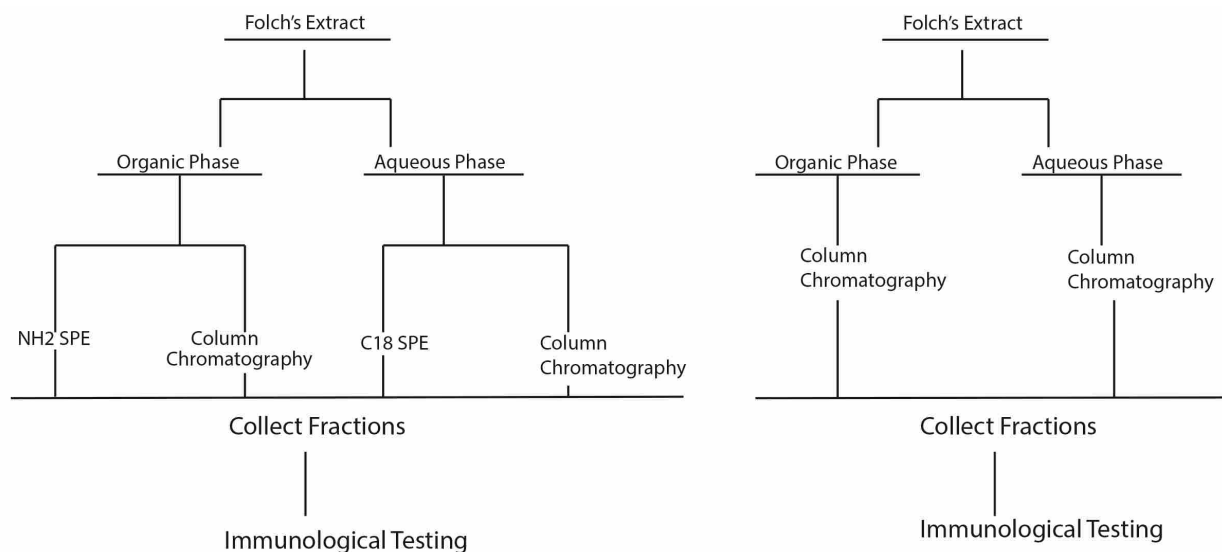 Folch's Extract
Organic Phase
Aqueous Phase
NH2 SPE
Column
Chromatography
C18 SPE
Column
Chromatography
Collect Fractions
Immunological Testing
Folch's Extract
Organic Phase
Aqueous Phase
Column
Chromatography
Column
Chromatography
Collect Fractions
Immunological Testing